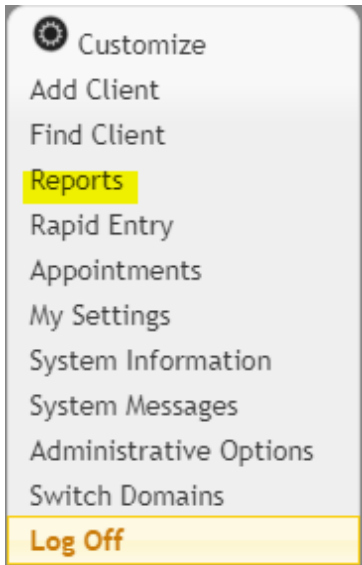 Customize
Add Client
Find Client
Reports
Rapid Entry
Appointments
My Settings
System Information
System Messages
Administrative Options
Switch Domains
Log Off